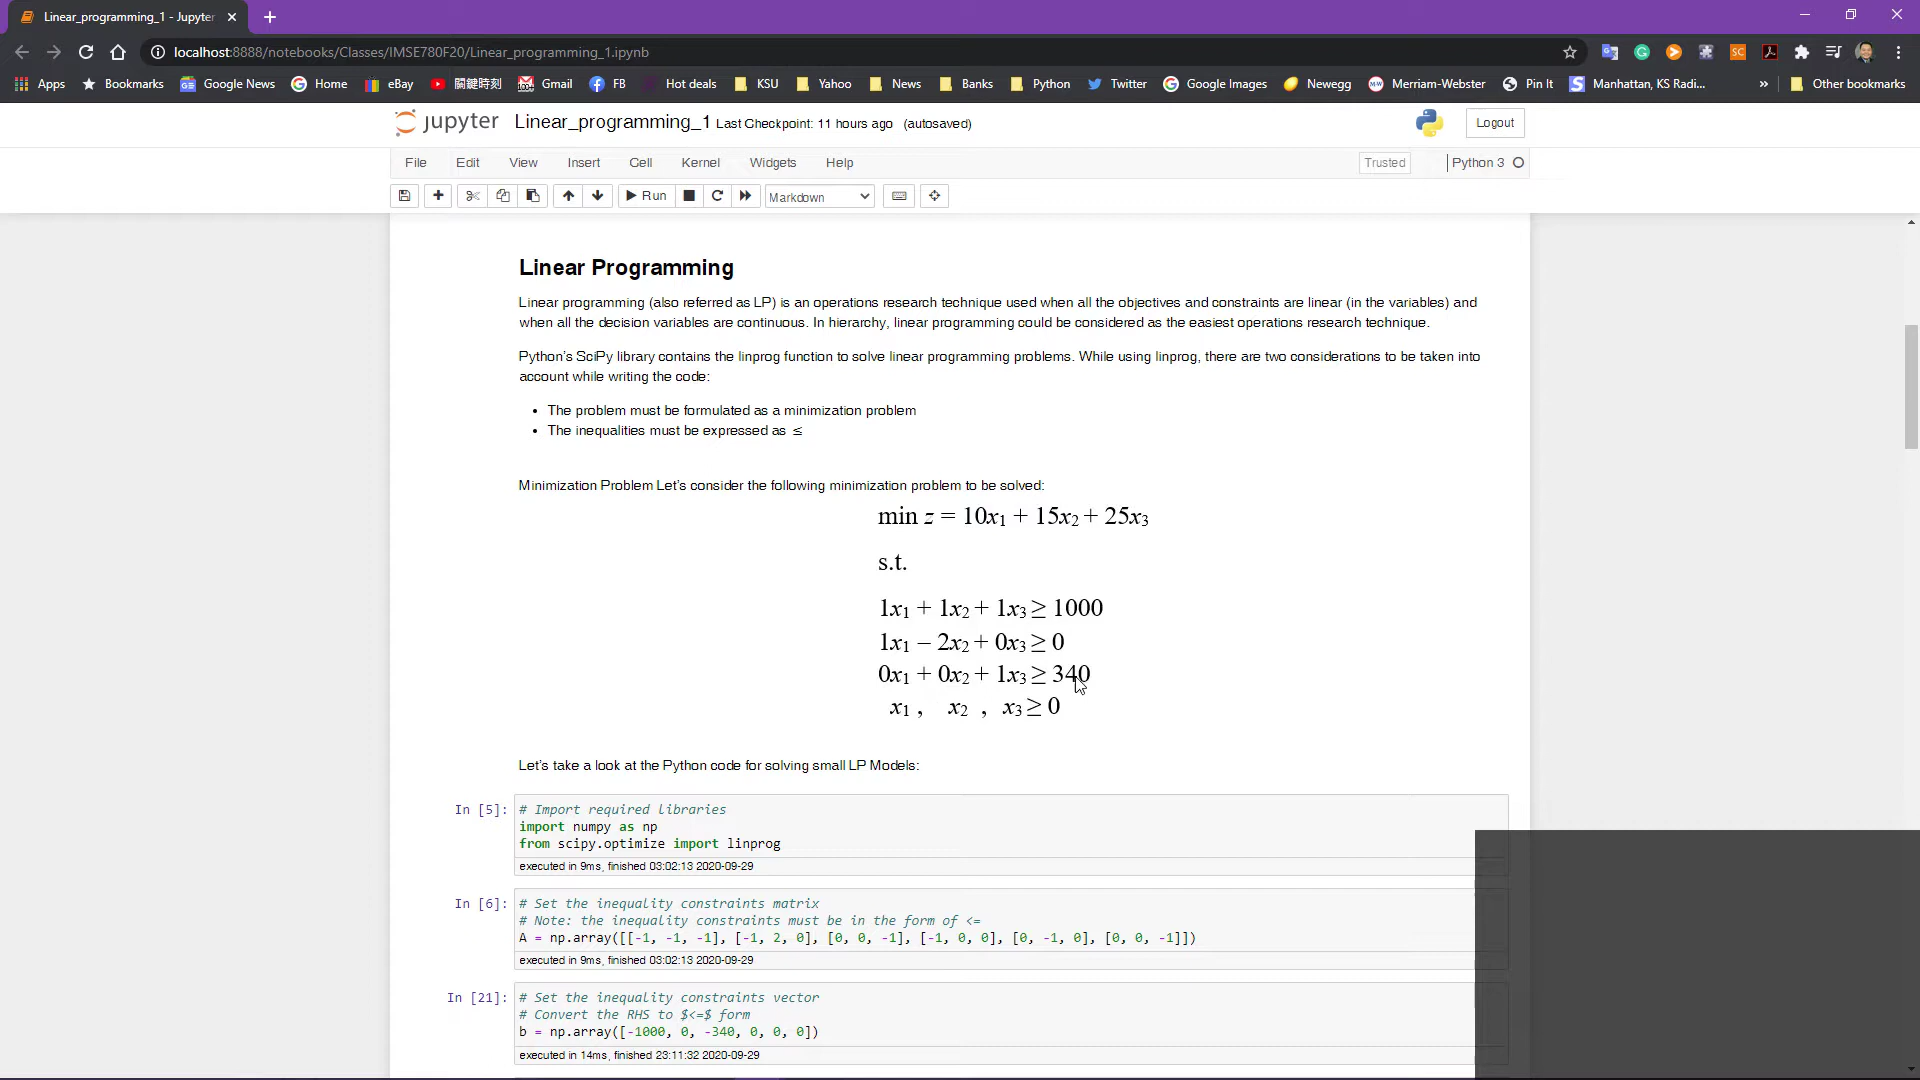 Linear_programming_1 - Jupyter
localhost:8888/notebooks/Classes/IMSE780F20/Linear_programming_1.ipynb
Apps Bookmarks Google News Home eBay 關鍵時刻 Gmail FB Hot deals KSU Yahoo News Banks Python Twitter Google Images Newegg Merriam-Webster Pin It Manhattan, KS Radi... » Other bookmarks
jupyter Linear_programming_1 Last Checkpoint: 11 hours ago (autosaved) Logout
File Edit View Insert Cell Kernel Widgets Help Trusted Python 3
Run Markdown
Linear Programming
Linear programming (also referred as LP) is an operations research technique used when all the objectives and constraints are linear (in the variables) and
when all the decision variables are continuous. In hierarchy, linear programming could be considered as the easiest operations research technique.
Python's SciPy library contains the linprog function to solve linear programming problems. While using linprog, there are two considerations to be taken into
account while writing the code:
• The problem must be formulated as a minimization problem
• The inequalities must be expressed as ≤
Minimization Problem Let's consider the following minimization problem to be solved:
min z = 10x₁ + 15x₂ + 25x₃
s.t.
1x₁ + 1x₂ + 1x₃ ≥ 1000
1x₁ − 2x₂ + 0x₃ ≥ 0
0x₁ + 0x₂ + 1x₃ ≥ 340
x₁ , x₂ , x₃ ≥ 0
Let's take a look at the Python code for solving small LP Models:
In [5]: # Import required libraries
import numpy as np
from scipy.optimize import linprog
executed in 9ms, finished 03:02:13 2020-09-29
In [6]: # Set the inequality constraints matrix
# Note: the inequality constraints must be in the form of <=
A = np.array([[-1, -1, -1], [-1, 2, 0], [0, 0, -1], [-1, 0, 0], [0, -1, 0], [0, 0, -1]])
executed in 9ms, finished 03:02:13 2020-09-29
In [21]: # Set the inequality constraints vector
# Convert the RHS to $<=$ form
b = np.array([-1000, 0, -340, 0, 0, 0])
executed in 14ms, finished 23:11:32 2020-09-29